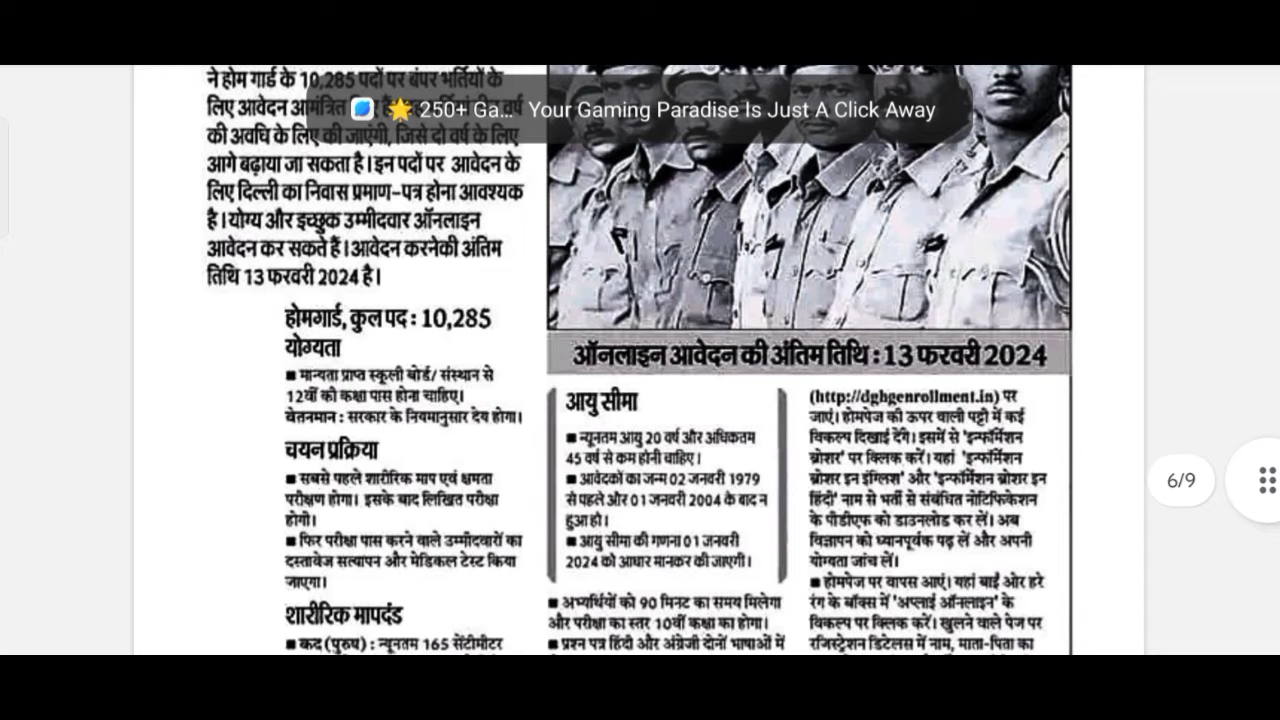 ने होम गार्ड के 10,285 पदों पर बंपर भर्तियों के
लिए आवेदन आमंत्रित
की अवधि के लिए की जाएंगी, जिसे दो वर्ष के लिए
आगे बढ़ाया जा सकता है। इन पदों पर आवेदन के
लिए दिल्ली का निवास प्रमाण-पत्र होना आवश्यक
है। योग्य और इच्छुक उम्मीदवार ऑनलाइन
आवेदन कर सकते हैं। आवेदन करनेकी अंतिम
तिथि 13 फरवरी 2024 है।
🌟 250+ Ga... Your Gaming Paradise Is Just A Click Away
होमगार्ड, कुल पद : 10,285
योग्यता
■ मान्यता प्राप्त स्कूली बोर्ड/ संस्थान से
12वीं की कक्षा पास होना चाहिए।
वेतनमान : सरकार के नियमानुसार देय होगा।
चयन प्रक्रिया
■ सबसे पहले शारीरिक माप एवं क्षमता
परीक्षण होगा। इसके बाद लिखित परीक्षा
होगी।
■ फिर परीक्षा पास करने वाले उम्मीदवारों का
दस्तावेज सत्यापन और मेडिकल टेस्ट किया
जाएगा।
शारीरिक मापदंड
■ कद (पुरुष) : न्यूनतम 165 सेंटीमीटर
ऑनलाइन आवेदन की अंतिम तिथि : 13 फरवरी 2024
आयु सीमा
■ न्यूनतम आयु 20 वर्ष और अधिकतम
45 वर्ष से कम होनी चाहिए।
■ आवेदकों का जन्म 02 जनवरी 1979
से पहले और 01 जनवरी 2004 के बाद न
हुआ हो।
■ आयु सीमा की गणना 01 जनवरी
2024 को आधार मानकर की जाएगी।
■ अभ्यर्थियों को 90 मिनट का समय मिलेगा
और परीक्षा का स्तर 10वीं कक्षा का होगा।
■ प्रश्न पत्र हिंदी और अंग्रेजी दोनों भाषाओं में
(http://dghgenrollment.in) पर
जाएं। होमपेज की ऊपर वाली पट्टी में कई
विकल्प दिखाई देंगे। इसमें से 'इन्फॉर्मेशन
ब्रोशर' पर क्लिक करें। यहां 'इन्फॉर्मेशन
ब्रोशर इन इंग्लिश' और 'इन्फॉर्मेशन ब्रोशर इन
हिंदी' नाम से भर्ती से संबंधित नोटिफिकेशन
के पीडीएफ को डाउनलोड कर लें। अब
विज्ञापन को ध्यानपूर्वक पढ़ लें और अपनी
योग्यता जांच लें।
■ होमपेज पर वापस आएं। यहां बाईं ओर हरे
रंग के बॉक्स में 'अप्लाई ऑनलाइन' के
विकल्प पर क्लिक करें। खुलने वाले पेज पर
रजिस्ट्रेशन डिटेलस में नाम, माता-पिता का
6/9